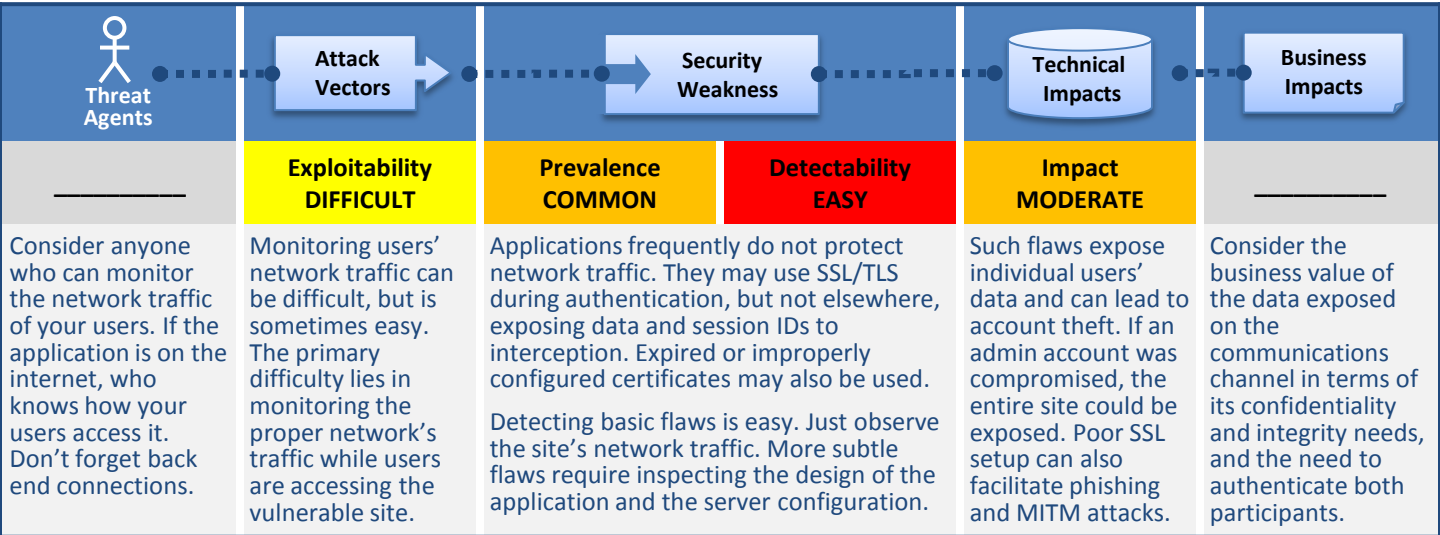 Threat
Agents
Attack
Vectors
Security
Weakness
Technical
Impacts
Business
Impacts
__________
Exploitability
DIFFICULT
Prevalence
COMMON
Detectability
EASY
Impact
MODERATE
__________
Consider anyone
who can monitor
the network traffic
of your users. If the
application is on the
internet, who
knows how your
users access it.
Don’t forget back
end connections.
Monitoring users’
network traffic can
be difficult, but is
sometimes easy.
The primary
difficulty lies in
monitoring the
proper network’s
traffic while users
are accessing the
vulnerable site.
Applications frequently do not protect
network traffic. They may use SSL/TLS
during authentication, but not elsewhere,
exposing data and session IDs to
interception. Expired or improperly
configured certificates may also be used.
Detecting basic flaws is easy. Just observe
the site’s network traffic. More subtle
flaws require inspecting the design of the
application and the server configuration.
Such flaws expose
individual users’
data and can lead to
account theft. If an
admin account was
compromised, the
entire site could be
exposed. Poor SSL
setup can also
facilitate phishing
and MITM attacks.
Consider the
business value of
the data exposed
on the
communications
channel in terms of
its confidentiality
and integrity needs,
and the need to
authenticate both
participants.